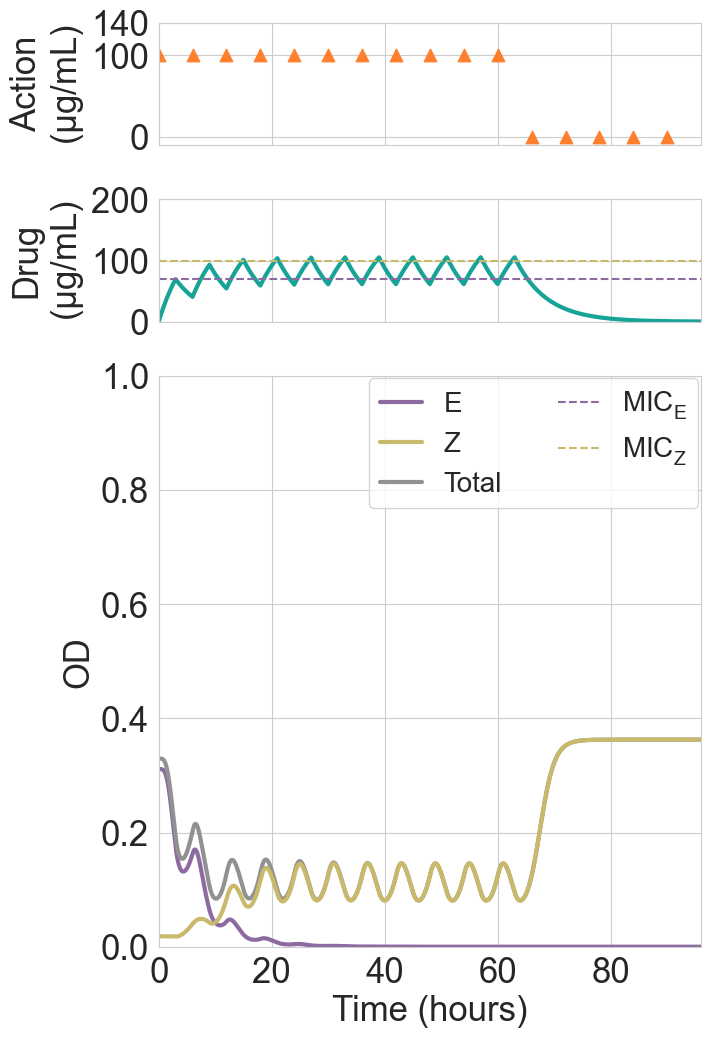 Action
(µg/mL)
140
100
0
Drug
(µg/mL)
200
100
0
OD
1.0
0.8
0.6
0.4
0.2
0.0
E
Z
Total
MIC_E
MIC_Z
0 20 40 60 80
Time (hours)